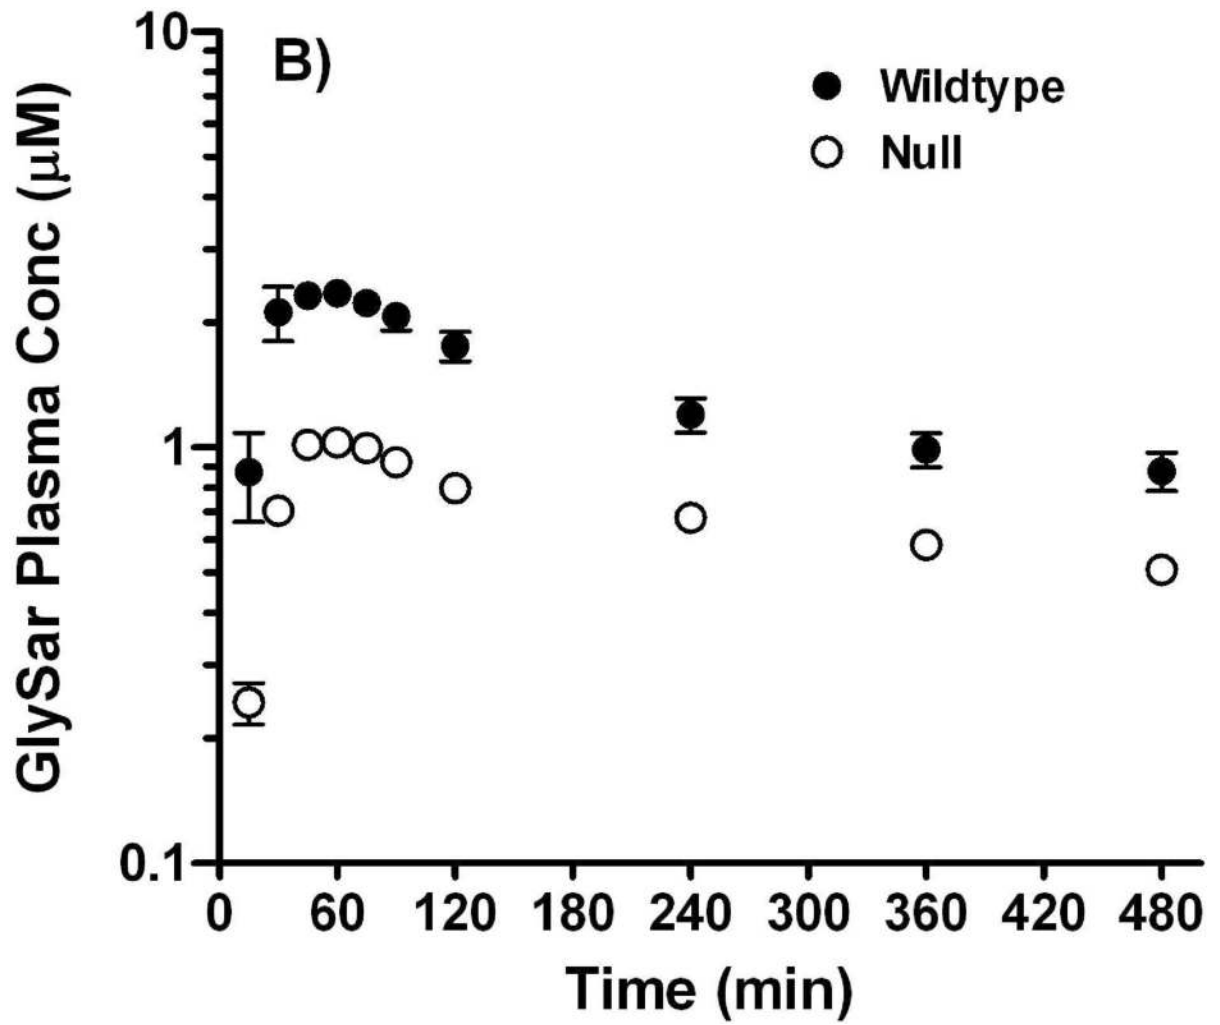 B)
Wildtype
Null
GlySar Plasma Conc (μM)
10
1
0.1
0 60 120 180 240 300 360 420 480
Time (min)